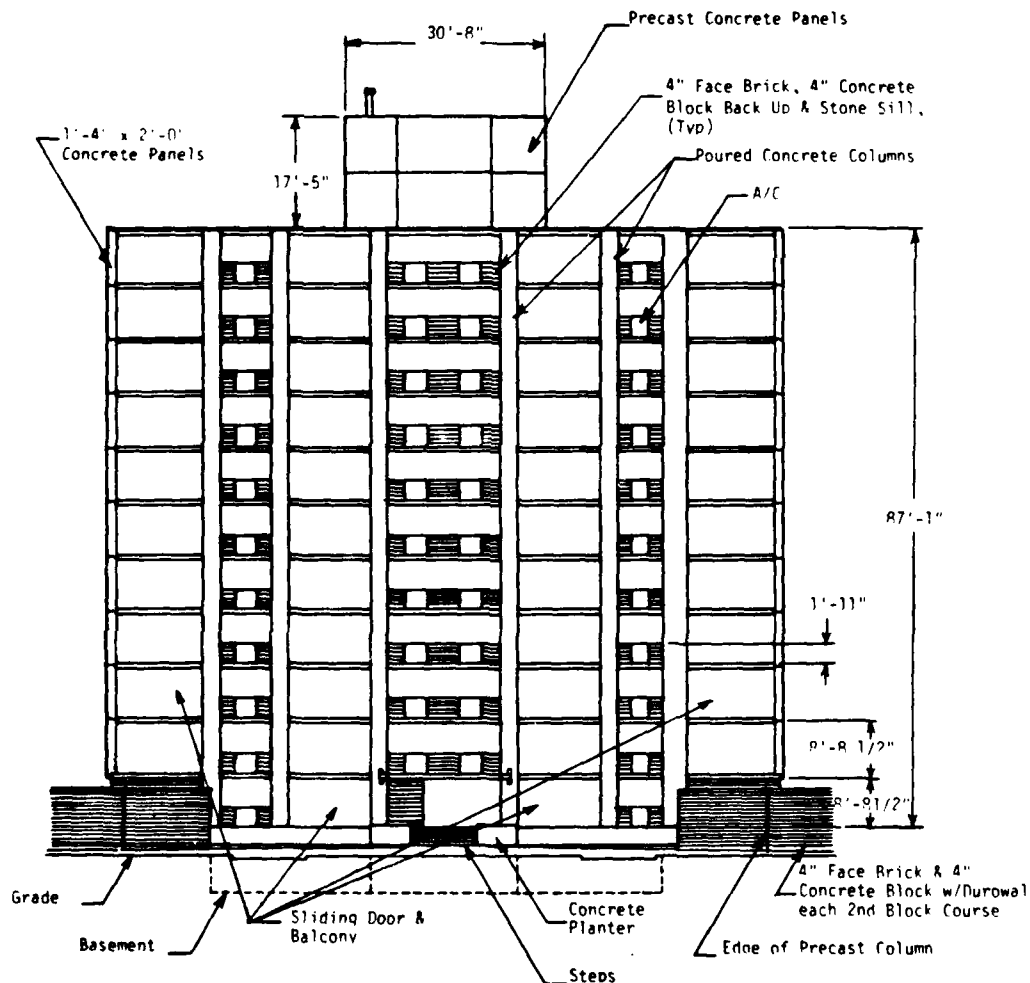 Precast Concrete Panels
30'-8"
4" Face Brick, 4" Concrete
Block Back Up & Stone Sill,
(Typ)
1'-4' x 2'-0'
Concrete Panels
Poured Concrete Columns
17'-5"
A/C
87'-1"
1'-11"
8'-8 1/2"
8'-81/2"
4" Face Brick & 4"
Concrete Block w/Durowal
each 2nd Block Course
Grade
Sliding Door &
Balcony
Concrete
Planter
Basement
Edge of Precast Column
Steps